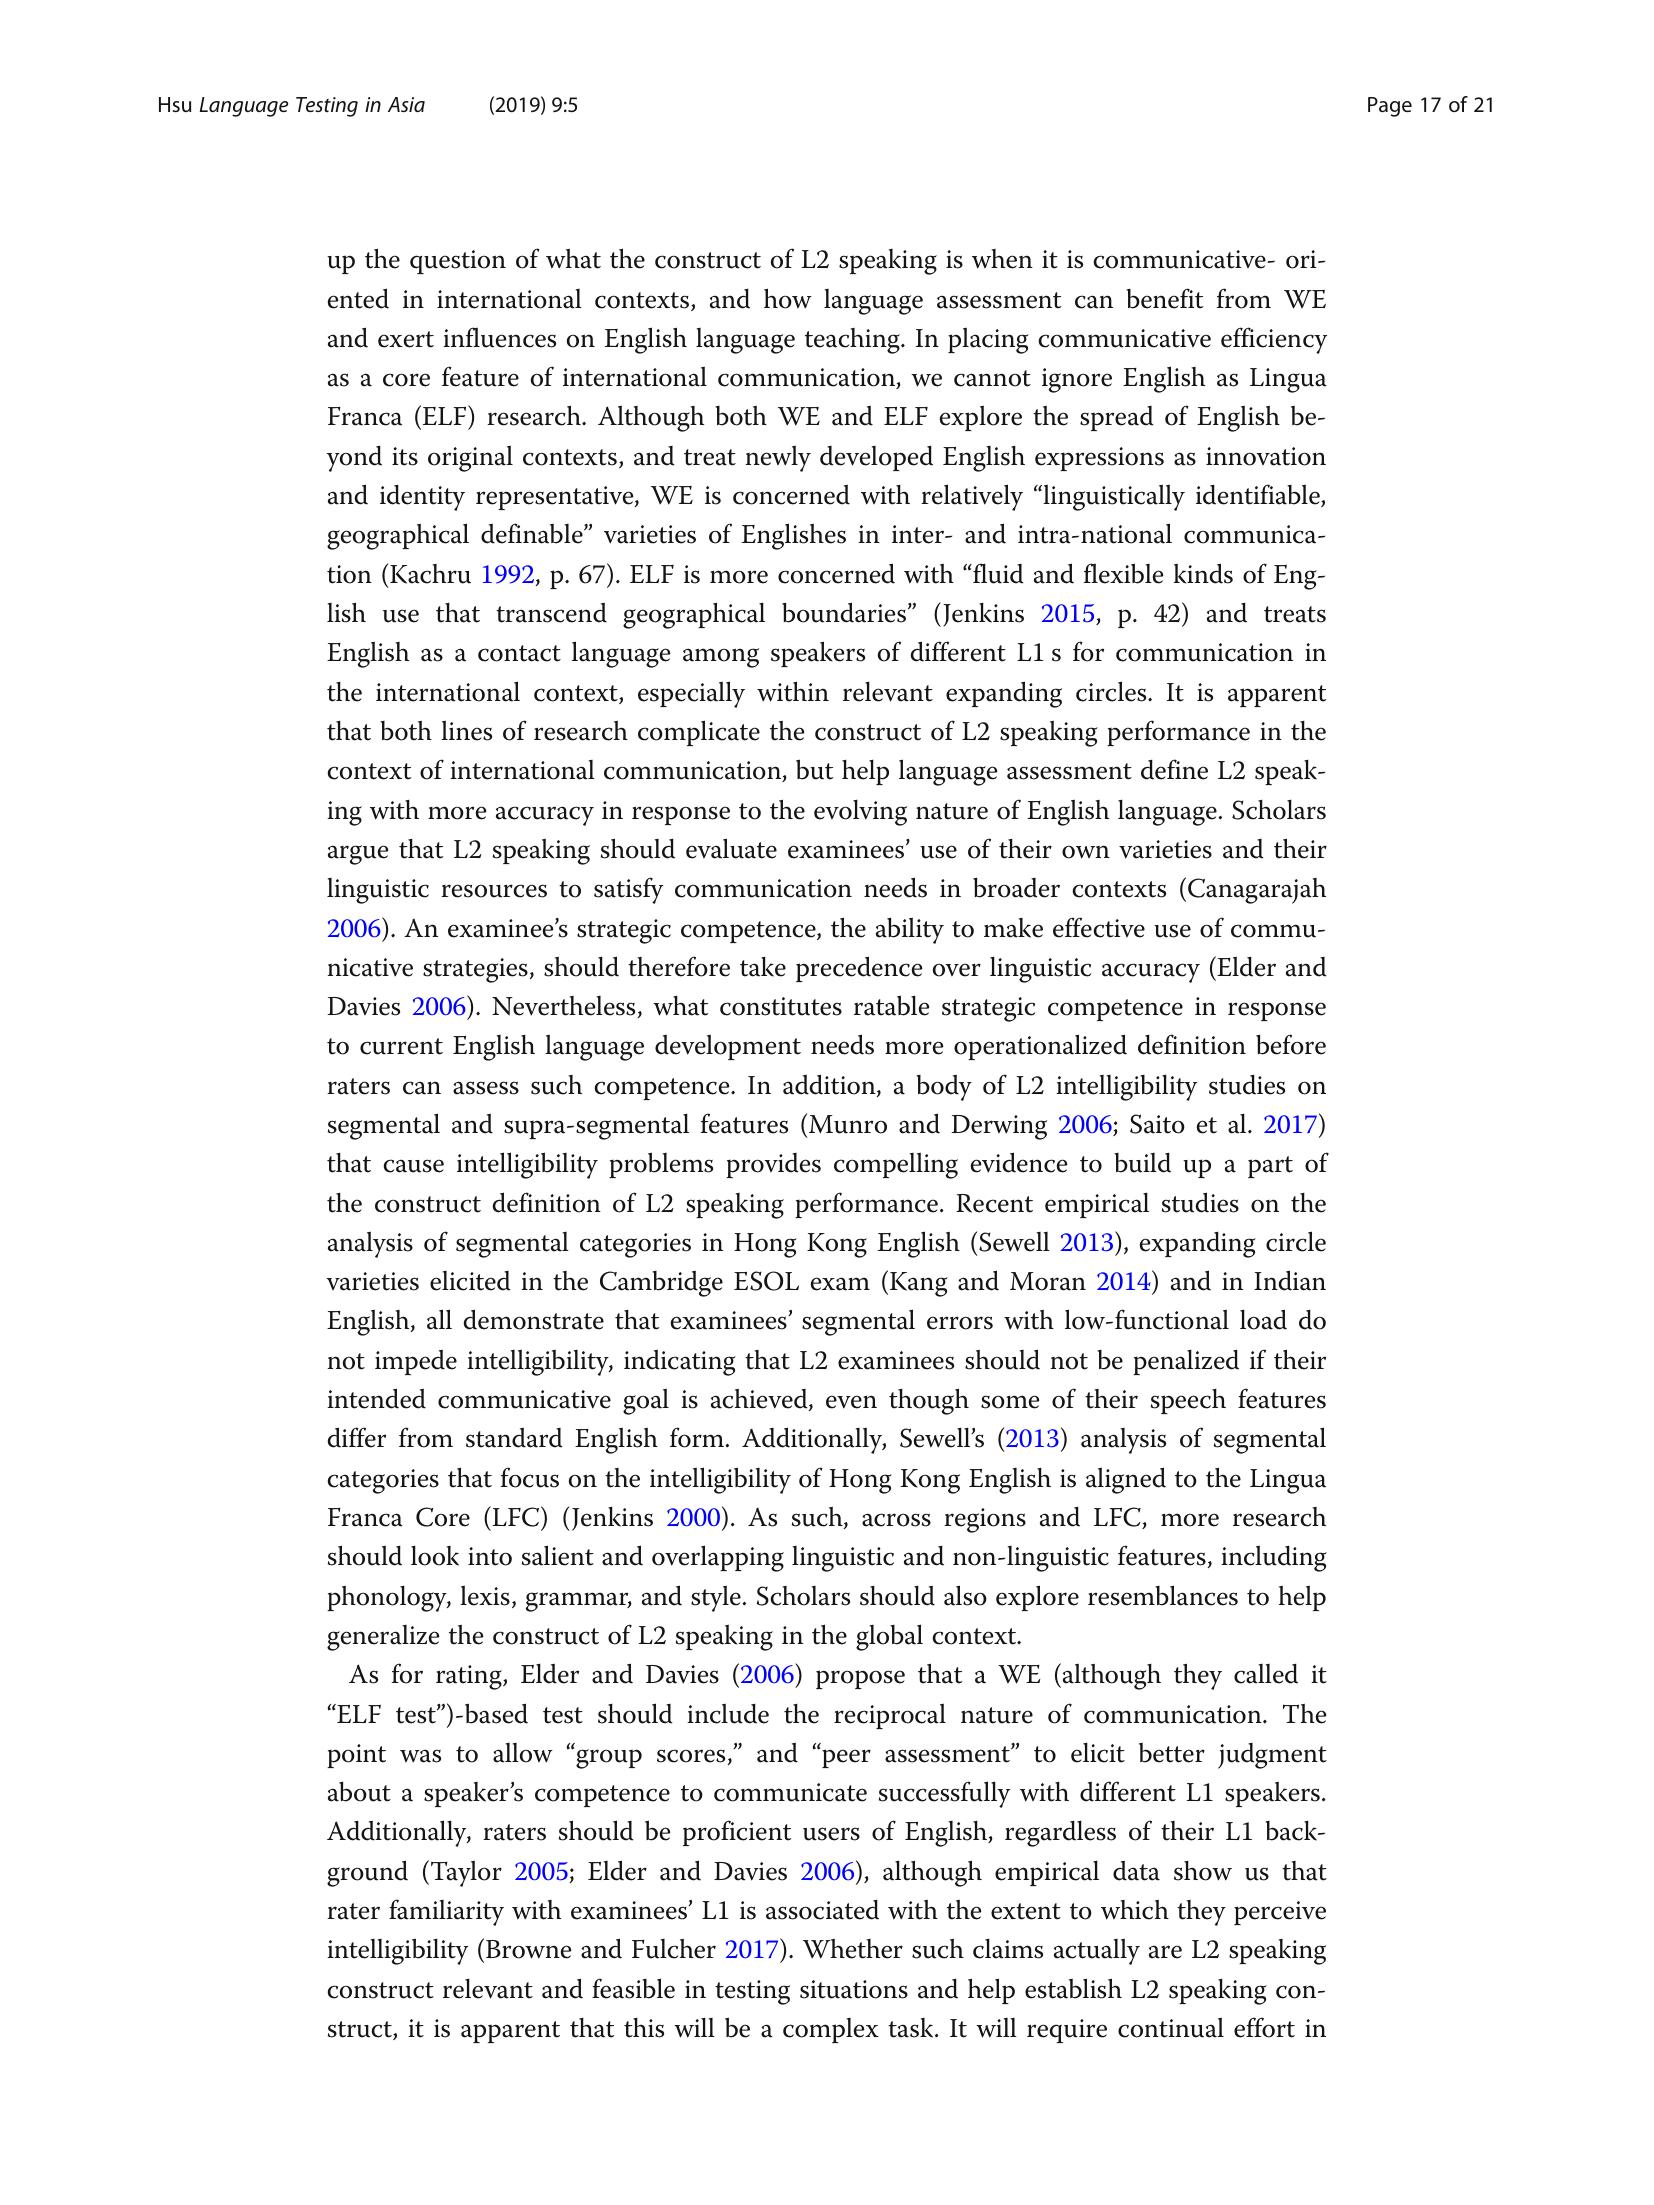 Hsu Language Testing in Asia (2019) 9:5 Page 17 of 21
up the question of what the construct of L2 speaking is when it is communicative- ori-
ented in international contexts, and how language assessment can benefit from WE
and exert influences on English language teaching. In placing communicative efficiency
as a core feature of international communication, we cannot ignore English as Lingua
Franca (ELF) research. Although both WE and ELF explore the spread of English be-
yond its original contexts, and treat newly developed English expressions as innovation
and identity representative, WE is concerned with relatively “linguistically identifiable,
geographical definable” varieties of Englishes in inter- and intra-national communica-
tion (Kachru 1992, p. 67). ELF is more concerned with “fluid and flexible kinds of Eng-
lish use that transcend geographical boundaries” (Jenkins 2015, p. 42) and treats
English as a contact language among speakers of different L1 s for communication in
the international context, especially within relevant expanding circles. It is apparent
that both lines of research complicate the construct of L2 speaking performance in the
context of international communication, but help language assessment define L2 speak-
ing with more accuracy in response to the evolving nature of English language. Scholars
argue that L2 speaking should evaluate examinees’ use of their own varieties and their
linguistic resources to satisfy communication needs in broader contexts (Canagarajah
2006). An examinee’s strategic competence, the ability to make effective use of commu-
nicative strategies, should therefore take precedence over linguistic accuracy (Elder and
Davies 2006). Nevertheless, what constitutes ratable strategic competence in response
to current English language development needs more operationalized definition before
raters can assess such competence. In addition, a body of L2 intelligibility studies on
segmental and supra-segmental features (Munro and Derwing 2006; Saito et al. 2017)
that cause intelligibility problems provides compelling evidence to build up a part of
the construct definition of L2 speaking performance. Recent empirical studies on the
analysis of segmental categories in Hong Kong English (Sewell 2013), expanding circle
varieties elicited in the Cambridge ESOL exam (Kang and Moran 2014) and in Indian
English, all demonstrate that examinees’ segmental errors with low-functional load do
not impede intelligibility, indicating that L2 examinees should not be penalized if their
intended communicative goal is achieved, even though some of their speech features
differ from standard English form. Additionally, Sewell’s (2013) analysis of segmental
categories that focus on the intelligibility of Hong Kong English is aligned to the Lingua
Franca Core (LFC) (Jenkins 2000). As such, across regions and LFC, more research
should look into salient and overlapping linguistic and non-linguistic features, including
phonology, lexis, grammar, and style. Scholars should also explore resemblances to help
generalize the construct of L2 speaking in the global context.
As for rating, Elder and Davies (2006) propose that a WE (although they called it
“ELF test”)-based test should include the reciprocal nature of communication. The
point was to allow “group scores,” and “peer assessment” to elicit better judgment
about a speaker’s competence to communicate successfully with different L1 speakers.
Additionally, raters should be proficient users of English, regardless of their L1 back-
ground (Taylor 2005; Elder and Davies 2006), although empirical data show us that
rater familiarity with examinees’ L1 is associated with the extent to which they perceive
intelligibility (Browne and Fulcher 2017). Whether such claims actually are L2 speaking
construct relevant and feasible in testing situations and help establish L2 speaking con-
struct, it is apparent that this will be a complex task. It will require continual effort in